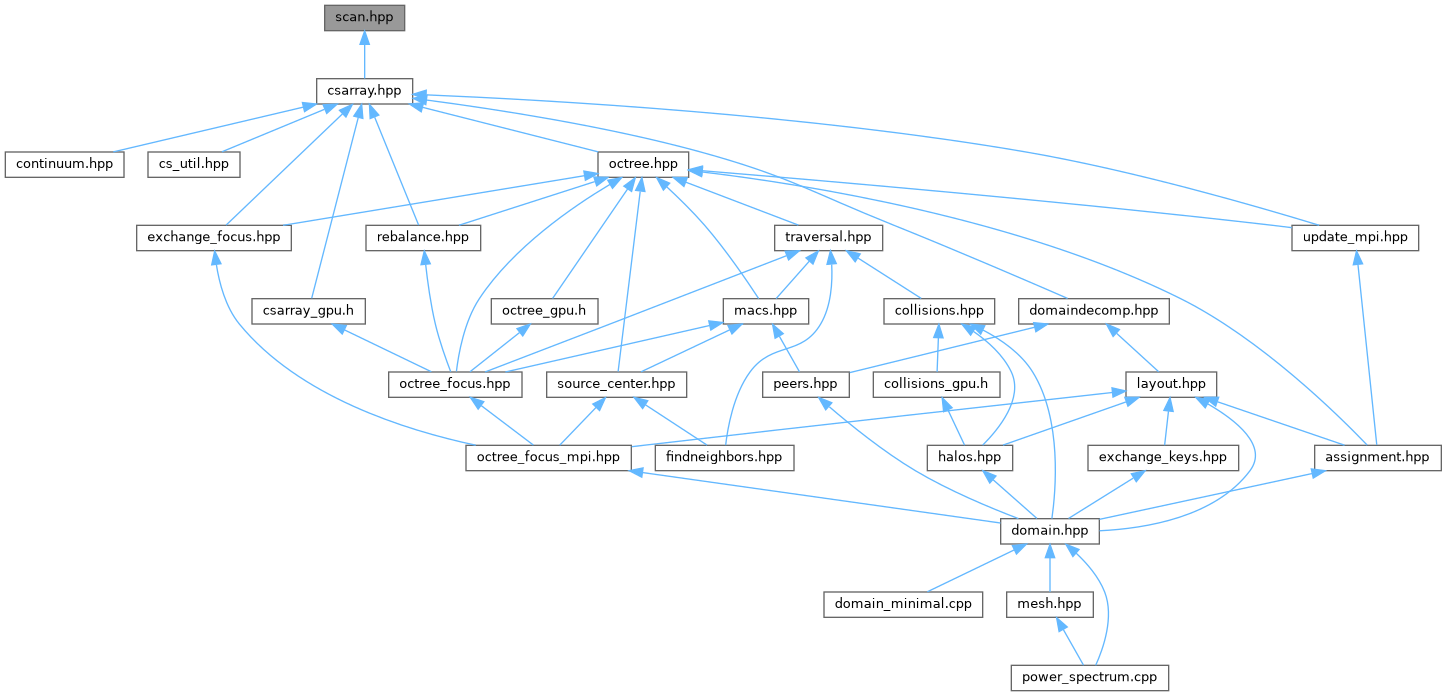 scan.hpp
csarray.hpp
continuum.hpp
cs_util.hpp
octree.hpp
exchange_focus.hpp
rebalance.hpp
traversal.hpp
update_mpi.hpp
csarray_gpu.h
octree_gpu.h
macs.hpp
collisions.hpp
domaindecomp.hpp
octree_focus.hpp
source_center.hpp
peers.hpp
collisions_gpu.h
layout.hpp
octree_focus_mpi.hpp
findneighbors.hpp
halos.hpp
exchange_keys.hpp
assignment.hpp
domain.hpp
domain_minimal.cpp
mesh.hpp
power_spectrum.cpp